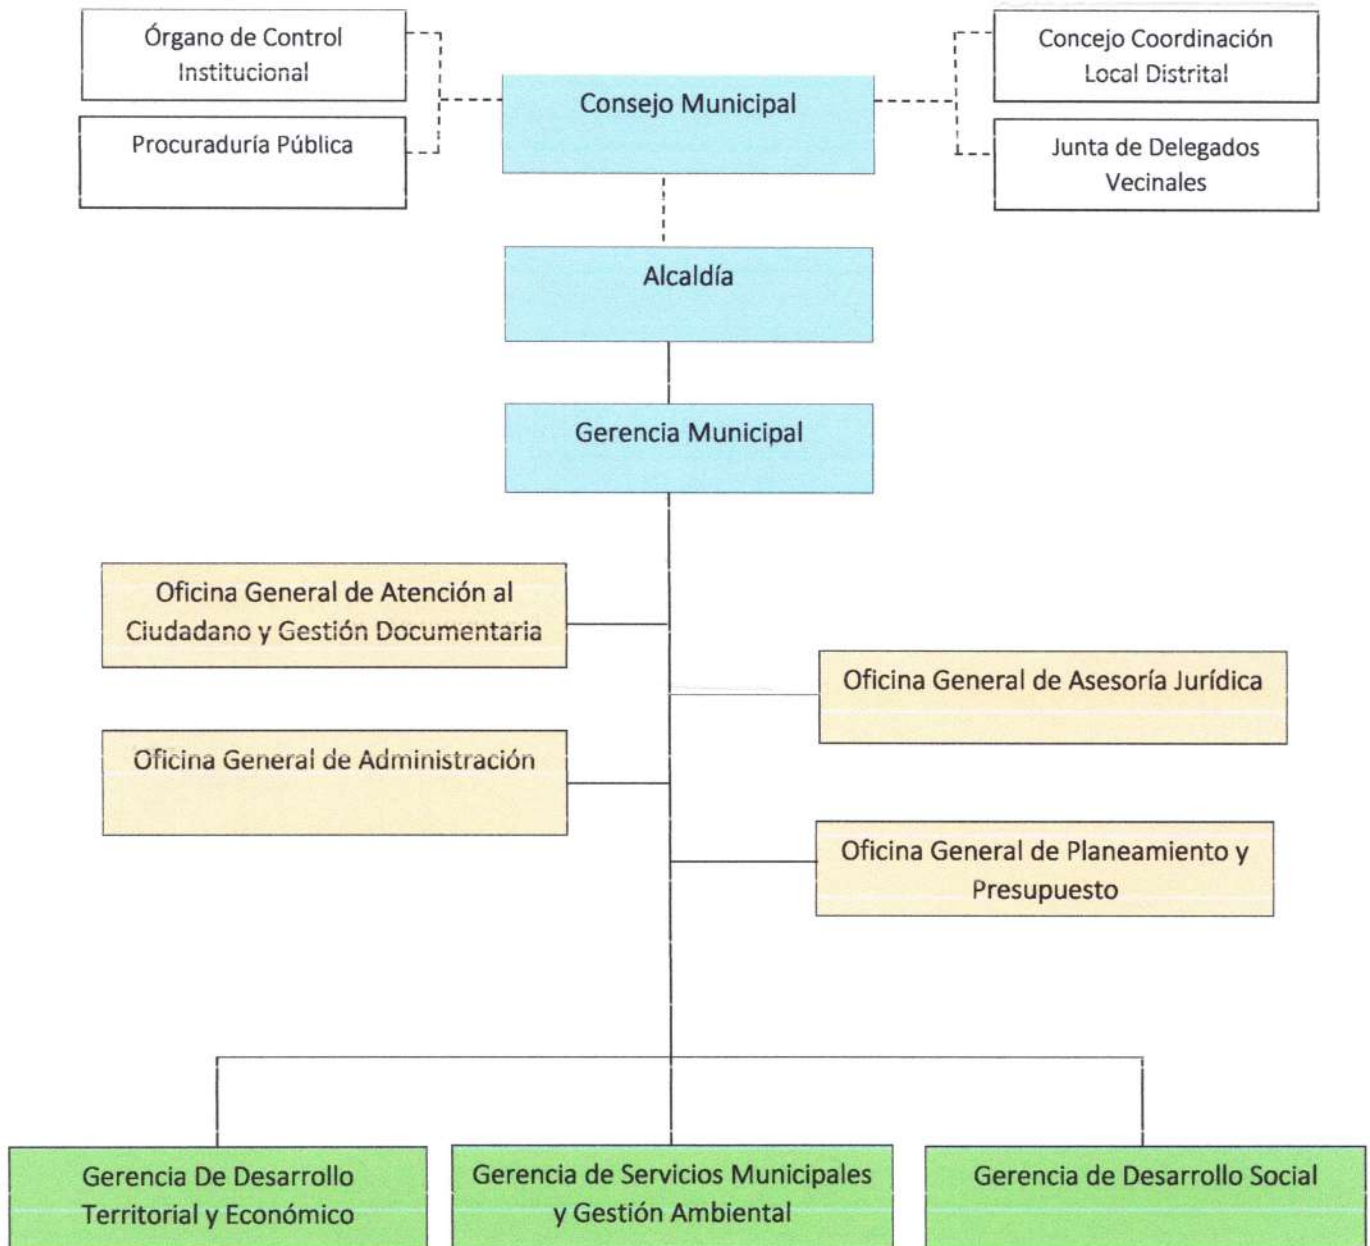 Órgano de Control
Institucional
Procuraduría Pública
Consejo Municipal
Concejo Coordinación
Local Distrital
Junta de Delegados
Vecinales
Alcaldía
Gerencia Municipal
Oficina General de Atención al
Ciudadano y Gestión Documentaria
Oficina General de Asesoría Jurídica
Oficina General de Administración
Oficina General de Planeamiento y
Presupuesto
Gerencia De Desarrollo
Territorial y Económico
Gerencia de Servicios Municipales
y Gestión Ambiental
Gerencia de Desarrollo Social